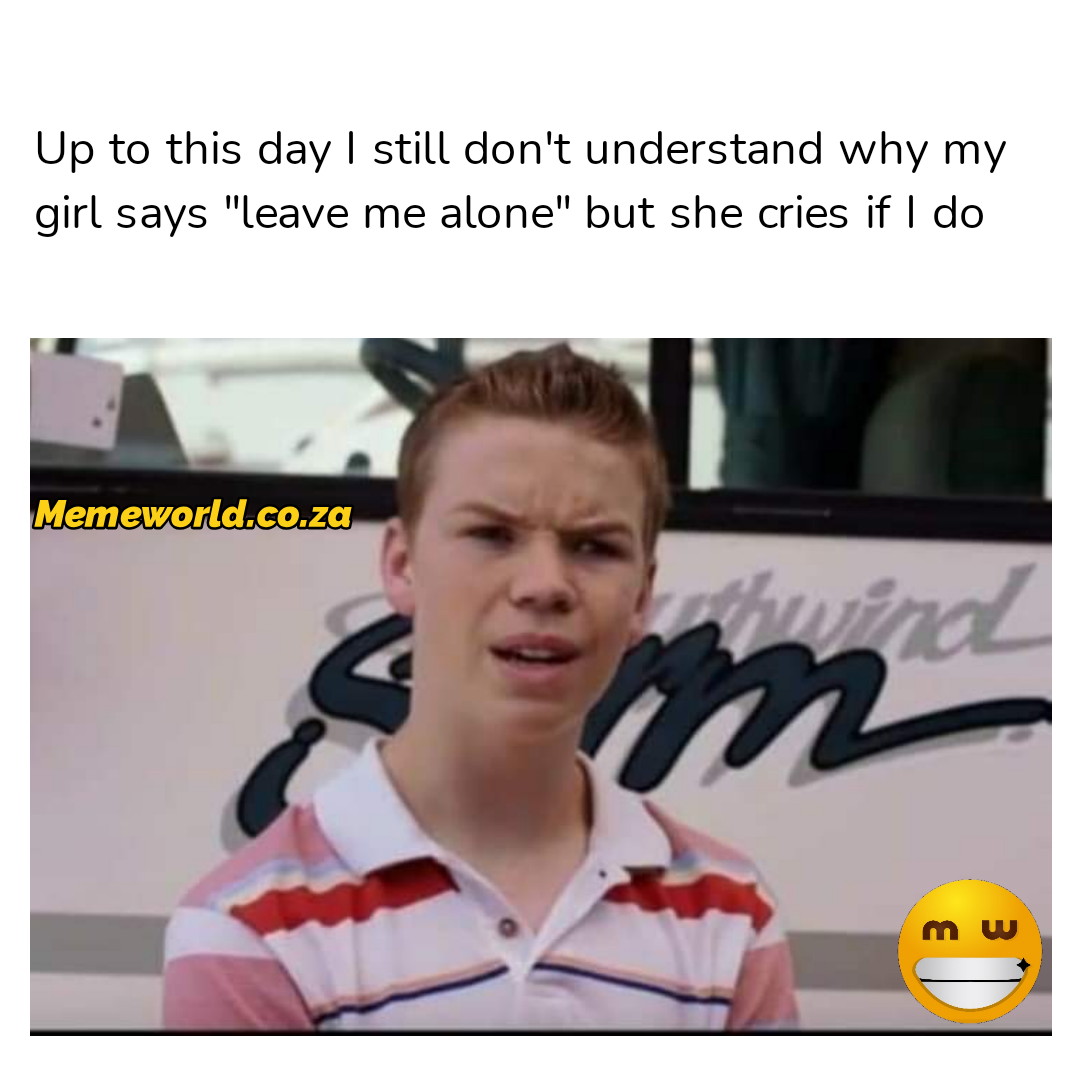 Up to this day I still don't understand why my
girl says "leave me alone" but she cries if I do
Memeworld.co.za
m w